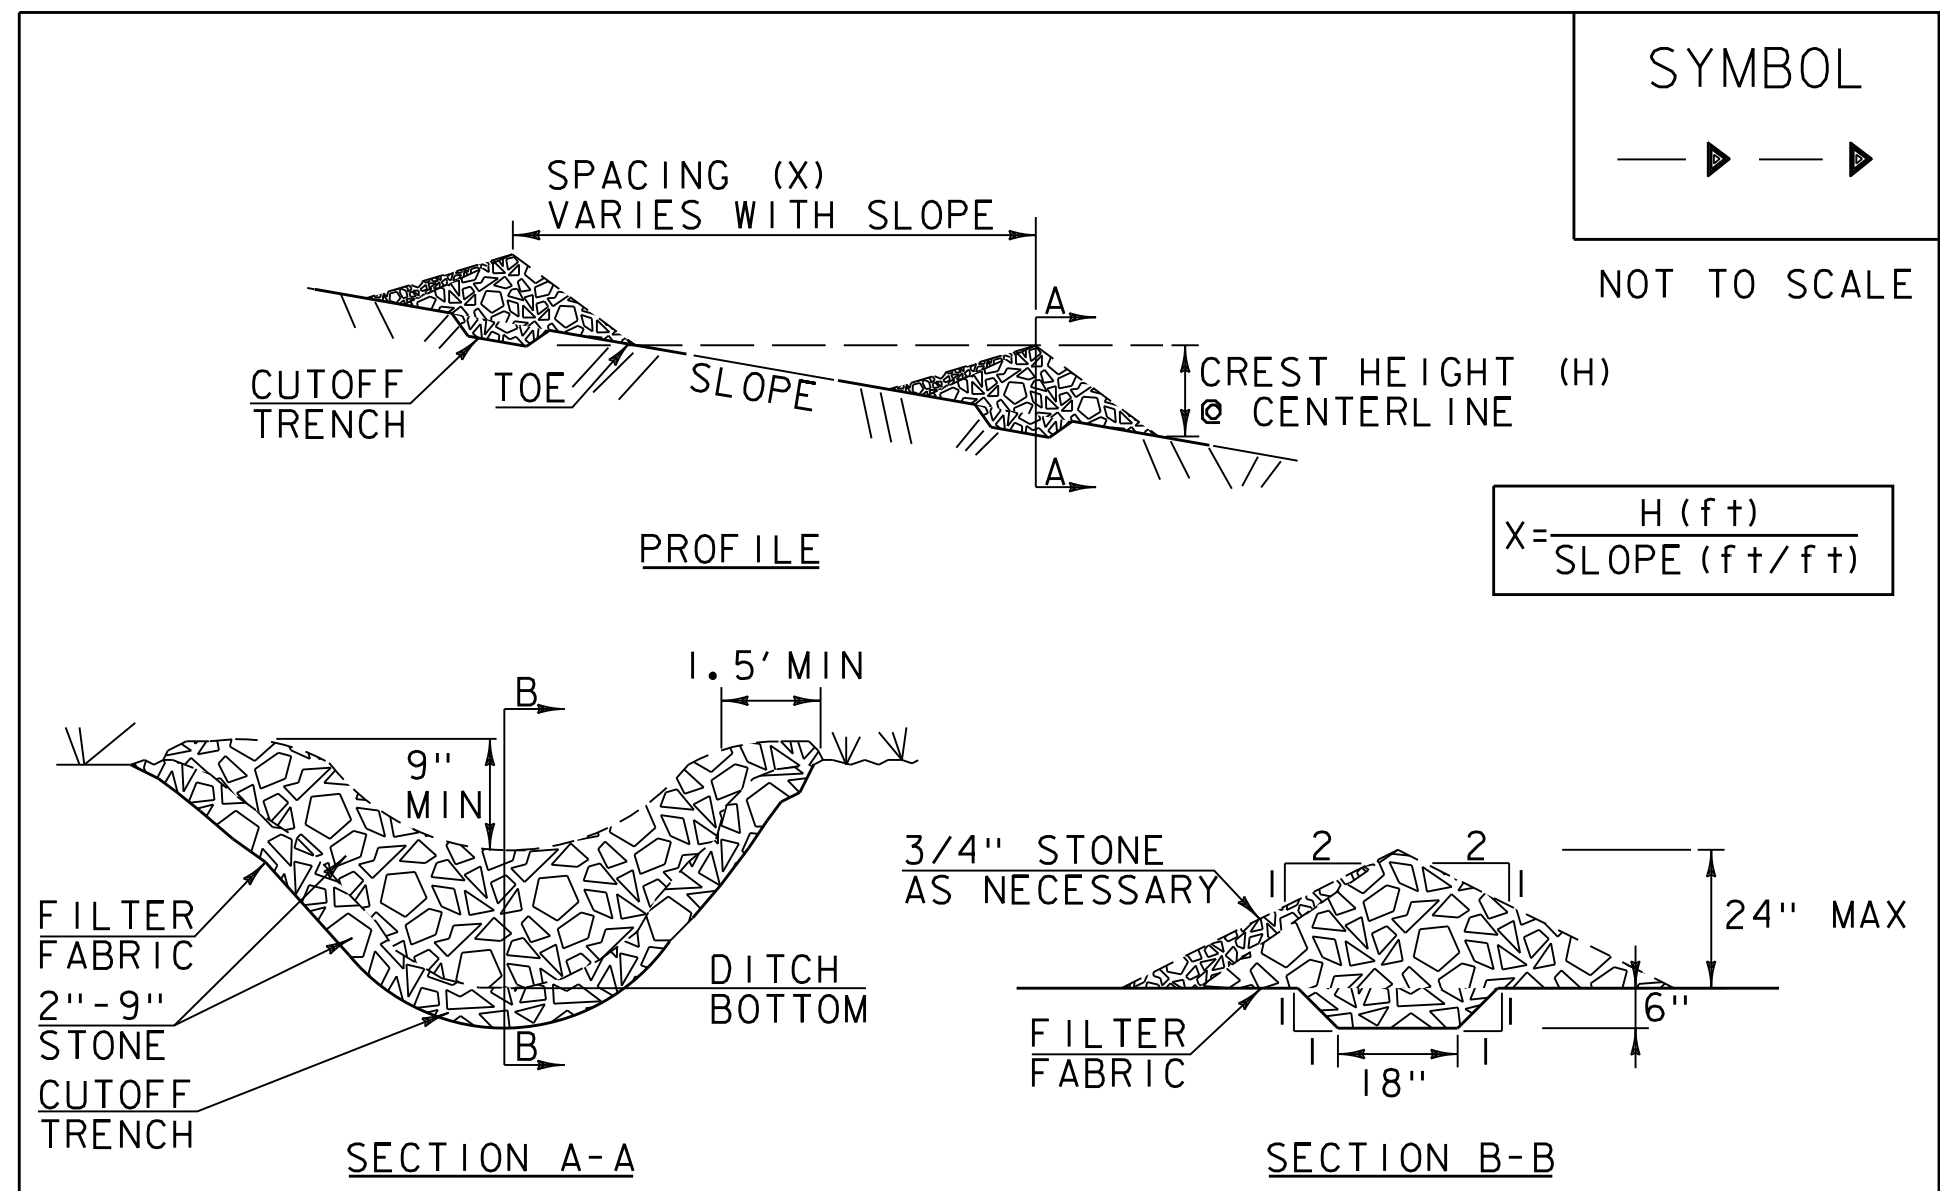 SYMBOL
NOT TO SCALE
SPACING (X)
VARIES WITH SLOPE
A
CUTOFF
TRENCH
TOE
SLOPE
CREST HEIGHT (H)
@ CENTERLINE
A
PROFILE
X=
H(ft)
SLOPE(ft/ft)
1.5' MIN
B
9"
MIN
FILTER
FABRIC
2"-9"
STONE
CUTOFF
TRENCH
DITCH
BOTTOM
B
SECTION A-A
3/4" STONE
AS NECESSARY
2
2
1
1
24" MAX
6"
1
1
1
1
FILTER
FABRIC
18"
SECTION B-B